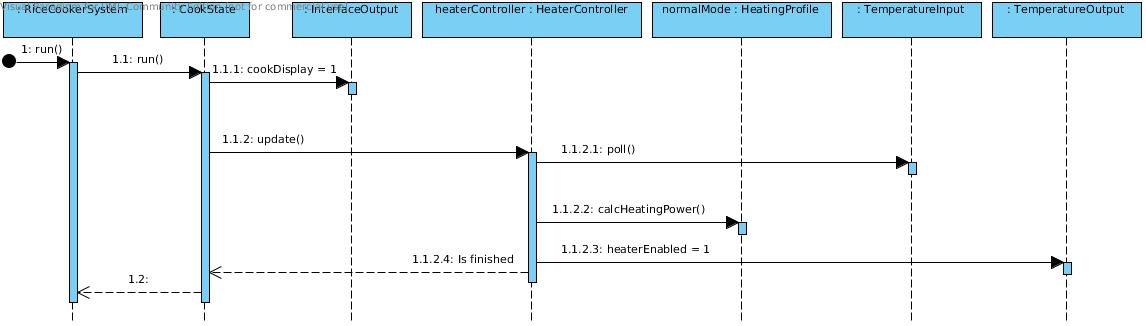 : RiceCookerSystem
: CookState
: InterfaceOutput
heaterController : HeaterController
normalMode : HeatingProfile
: TemperatureInput
: TemperatureOutput
1: run()
1.1: run()
1.1.1: cookDisplay = 1
1.1.2: update()
1.1.2.1: poll()
1.1.2.2: calcHeatingPower()
1.1.2.3: heaterEnabled = 1
1.1.2.4: Is finished
1.2: